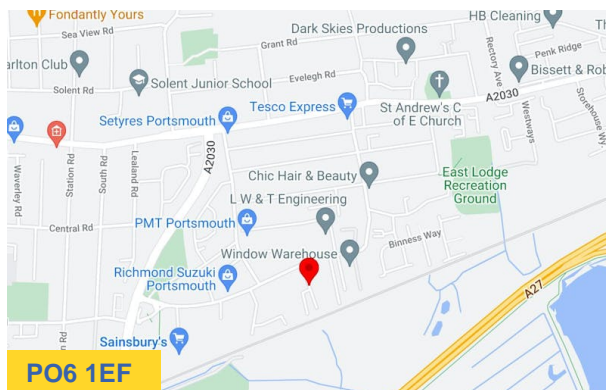 Fondantly Yours
Sea View Rd
Grant Rd
Dark Skies Productions
HB Cleaning
Th
Penk Ridge
Rectory Ave
Bissett & Rob
arlton Club
Solent Junior School
Evelegh Rd
Solent Rd
Tesco Express
St Andrew's C
of E Church
A2030
Storehouse Wy
Westways
Setyres Portsmouth
A2030
Waverley Rd
Station Rd
South Rd
Lealand Rd
Chic Hair & Beauty
East Lodge
Recreation
Ground
L W & T Engineering
Central Rd
PMT Portsmouth
Binness Way
Window Warehouse
Richmond Suzuki
Portsmouth
A27
Sainsbury's
n Rd
PO6 1EF